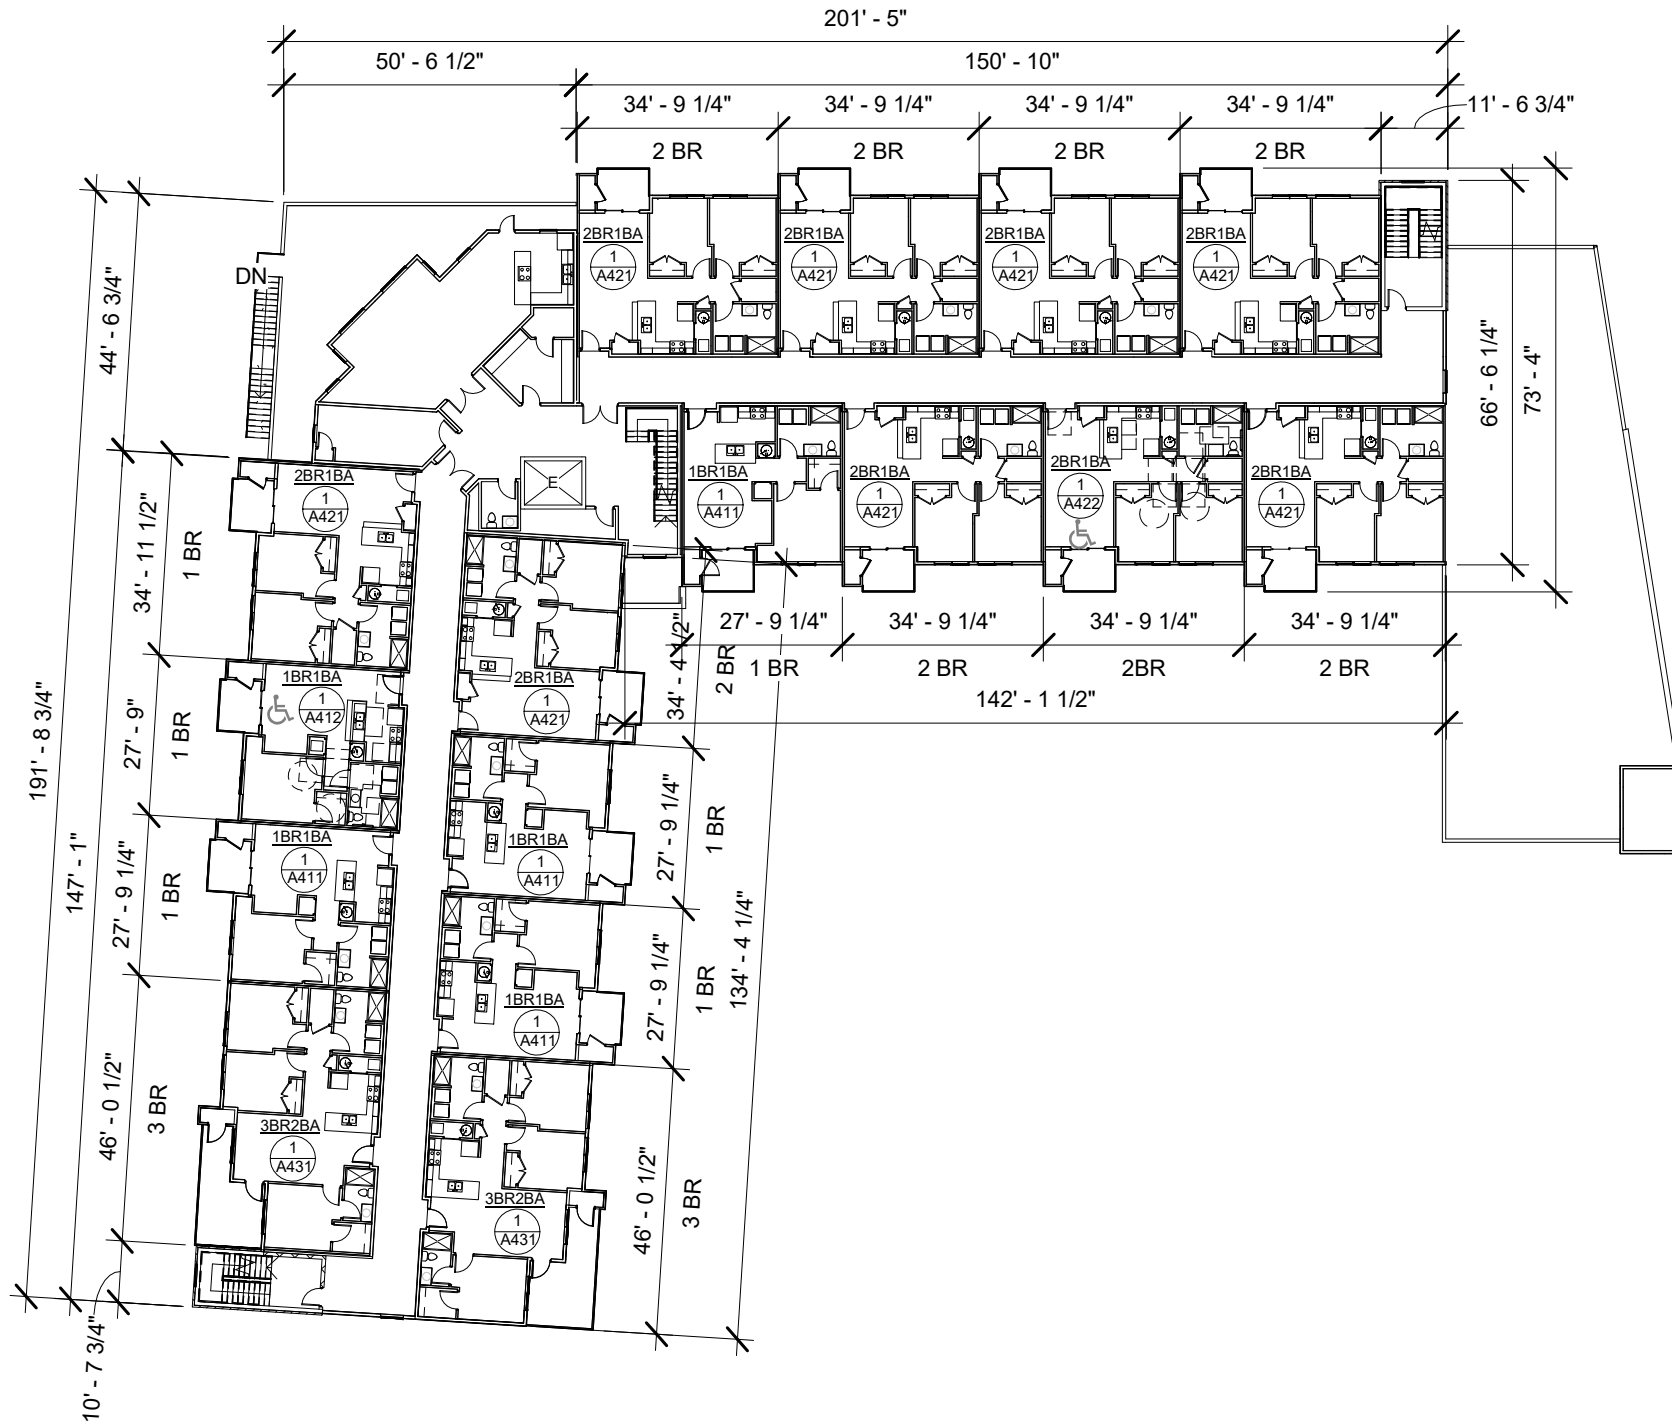 201' - 5"
50' - 6 1/2"
150' - 10"
34' - 9 1/4"
34' - 9 1/4"
34' - 9 1/4"
34' - 9 1/4"
11' - 6 3/4"
2 BR
2 BR
2 BR
2 BR
2BR1BA
1
A421
2BR1BA
1
A421
2BR1BA
1
A421
2BR1BA
1
A421
DN
44' - 6 3/4"
66' - 6 1/4"
73' - 4"
1BR1BA
1
A411
2BR1BA
1
A421
2BR1BA
1
A422
2BR1BA
1
A421
E
2BR1BA
1
A421
34' - 11 1/2"
1 BR
27' - 9 1/4"
34' - 9 1/4"
34' - 9 1/4"
34' - 9 1/4"
1 BR
2 BR
2BR
2 BR
142' - 1 1/2"
34' - 4 1/2"
2 BR
2BR1BA
1
A421
1BR1BA
1
A412
27' - 9"
1 BR
191' - 8 3/4"
147' - 1"
1BR1BA
1
A411
27' - 9 1/4"
1 BR
1BR1BA
1
A411
27' - 9 1/4"
1 BR
1BR1BA
1
A411
27' - 9 1/4"
1 BR
134' - 4 1/4"
3BR2BA
1
A431
46' - 0 1/2"
3 BR
3BR2BA
1
A431
46' - 0 1/2"
3 BR
10' - 7 3/4"